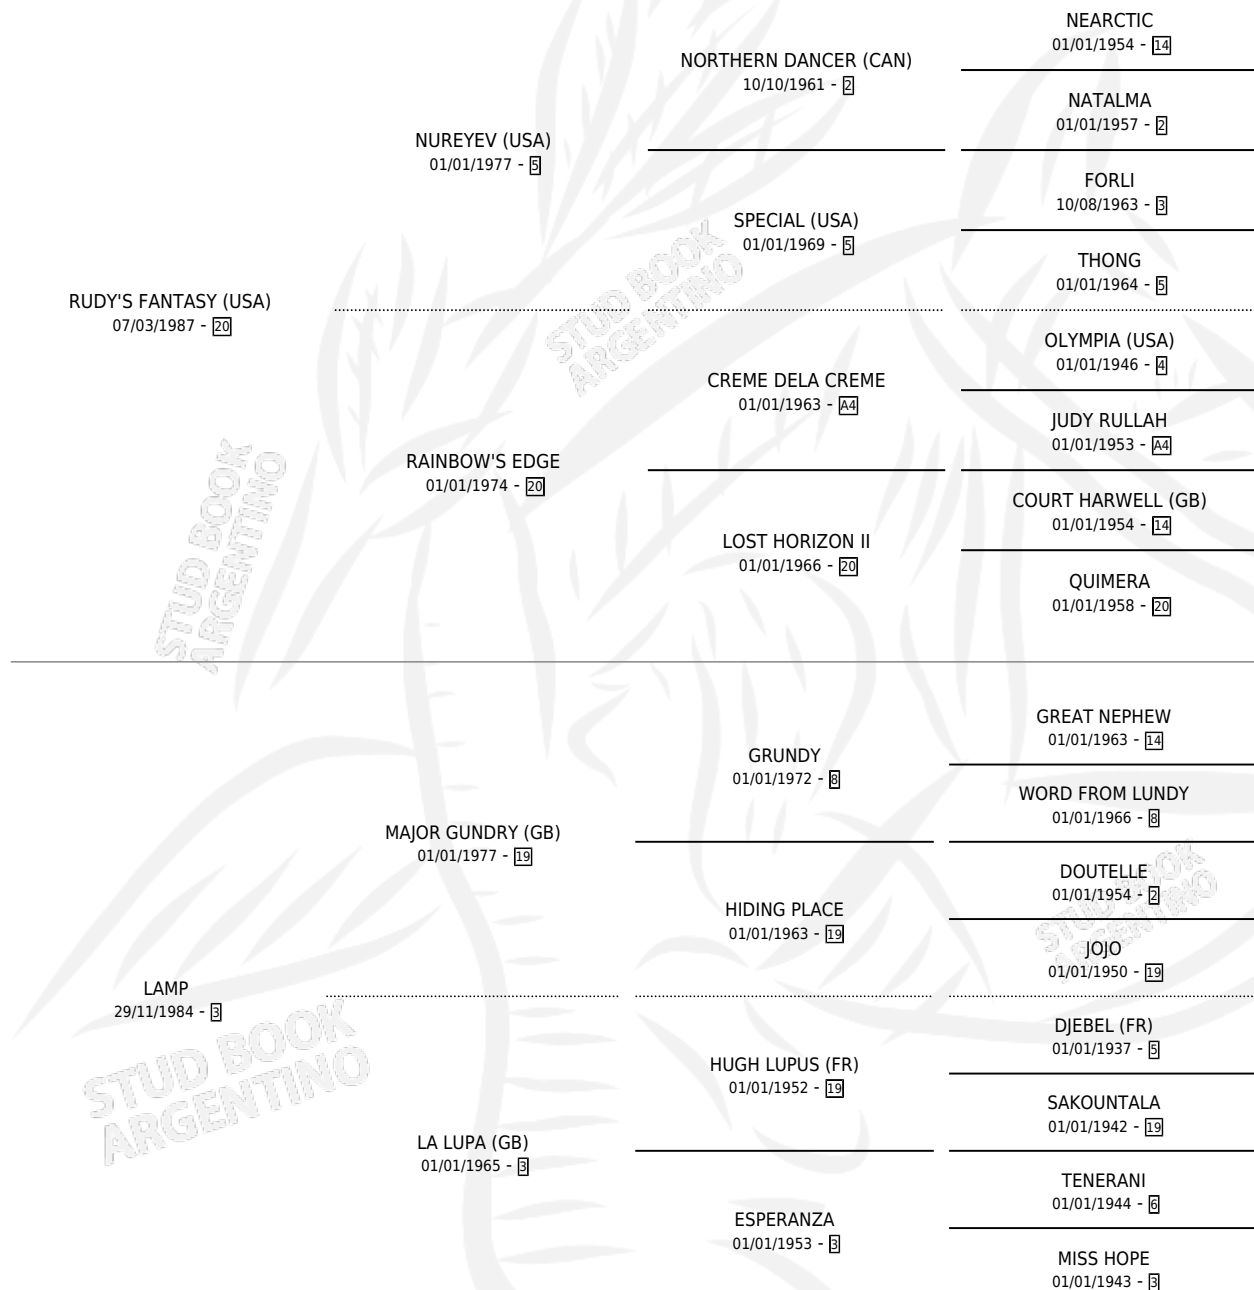 NEARCTIC
01/01/1954 - 14
NORTHERN DANCER (CAN)
10/10/1961 - 2
NATALMA
01/01/1957 - 2
NUREYEV (USA)
01/01/1977 - 5
FORLI
10/08/1963 - 3
SPECIAL (USA)
01/01/1969 - 5
THONG
01/01/1964 - 5
RUDY'S FANTASY (USA)
07/03/1987 - 20
OLYMPIA (USA)
01/01/1946 - 4
CREME DELA CREME
01/01/1963 - A4
JUDY RULLAH
01/01/1953 - A4
RAINBOW'S EDGE
01/01/1974 - 20
COURT HARWELL (GB)
01/01/1954 - 14
LOST HORIZON II
01/01/1966 - 20
QUIMERA
01/01/1958 - 20
GREAT NEPHEW
01/01/1963 - 14
GRUNDY
01/01/1972 - 8
WORD FROM LUNDY
01/01/1966 - 8
MAJOR GUNDRY (GB)
01/01/1977 - 19
DOUTELLE
01/01/1954 - 2
HIDING PLACE
01/01/1963 - 19
JOJO
01/01/1950 - 19
LAMP
29/11/1984 - 3
DJEBEL (FR)
01/01/1937 - 5
HUGH LUPUS (FR)
01/01/1952 - 19
SAKOUNTALA
01/01/1942 - 19
LA LUPA (GB)
01/01/1965 - 3
TENERANI
01/01/1944 - 6
ESPERANZA
01/01/1953 - 3
MISS HOPE
01/01/1943 - 3
STUD BOOK
ARGENTINO
STUD BOOK
ARGENTINO
STUD BOOK
ARGENTINO
STUD BOOK
ARGENTINO